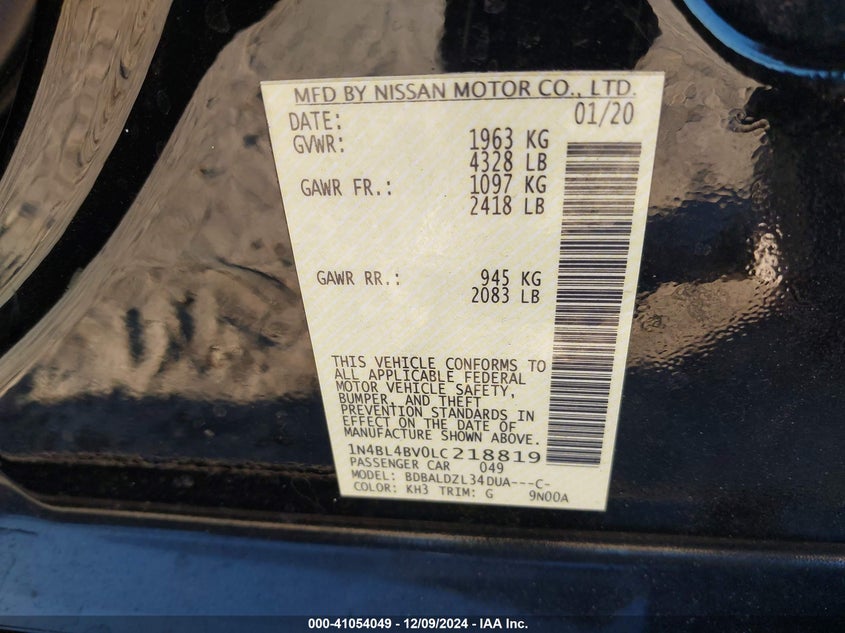 MFD BY NISSAN MOTOR CO., LTD.
DATE: 01/20
GVWR: 1963 KG
4328 LB
GAWR FR.: 1097 KG
2418 LB
GAWR RR.: 945 KG
2083 LB
THIS VEHICLE CONFORMS TO
ALL APPLICABLE FEDERAL
MOTOR VEHICLE SAFETY,
BUMPER, AND THEFT
PREVENTION STANDARDS IN
EFFECT ON THE DATE OF
MANUFACTURE SHOWN ABOVE.
1N4BL4BV0LC218819
PASSENGER CAR 049
MODEL: BDBALDZL34DUA---C-
COLOR: KH3 TRIM: G 9N00A
000-41054049 - 12/09/2024 - IAA Inc.